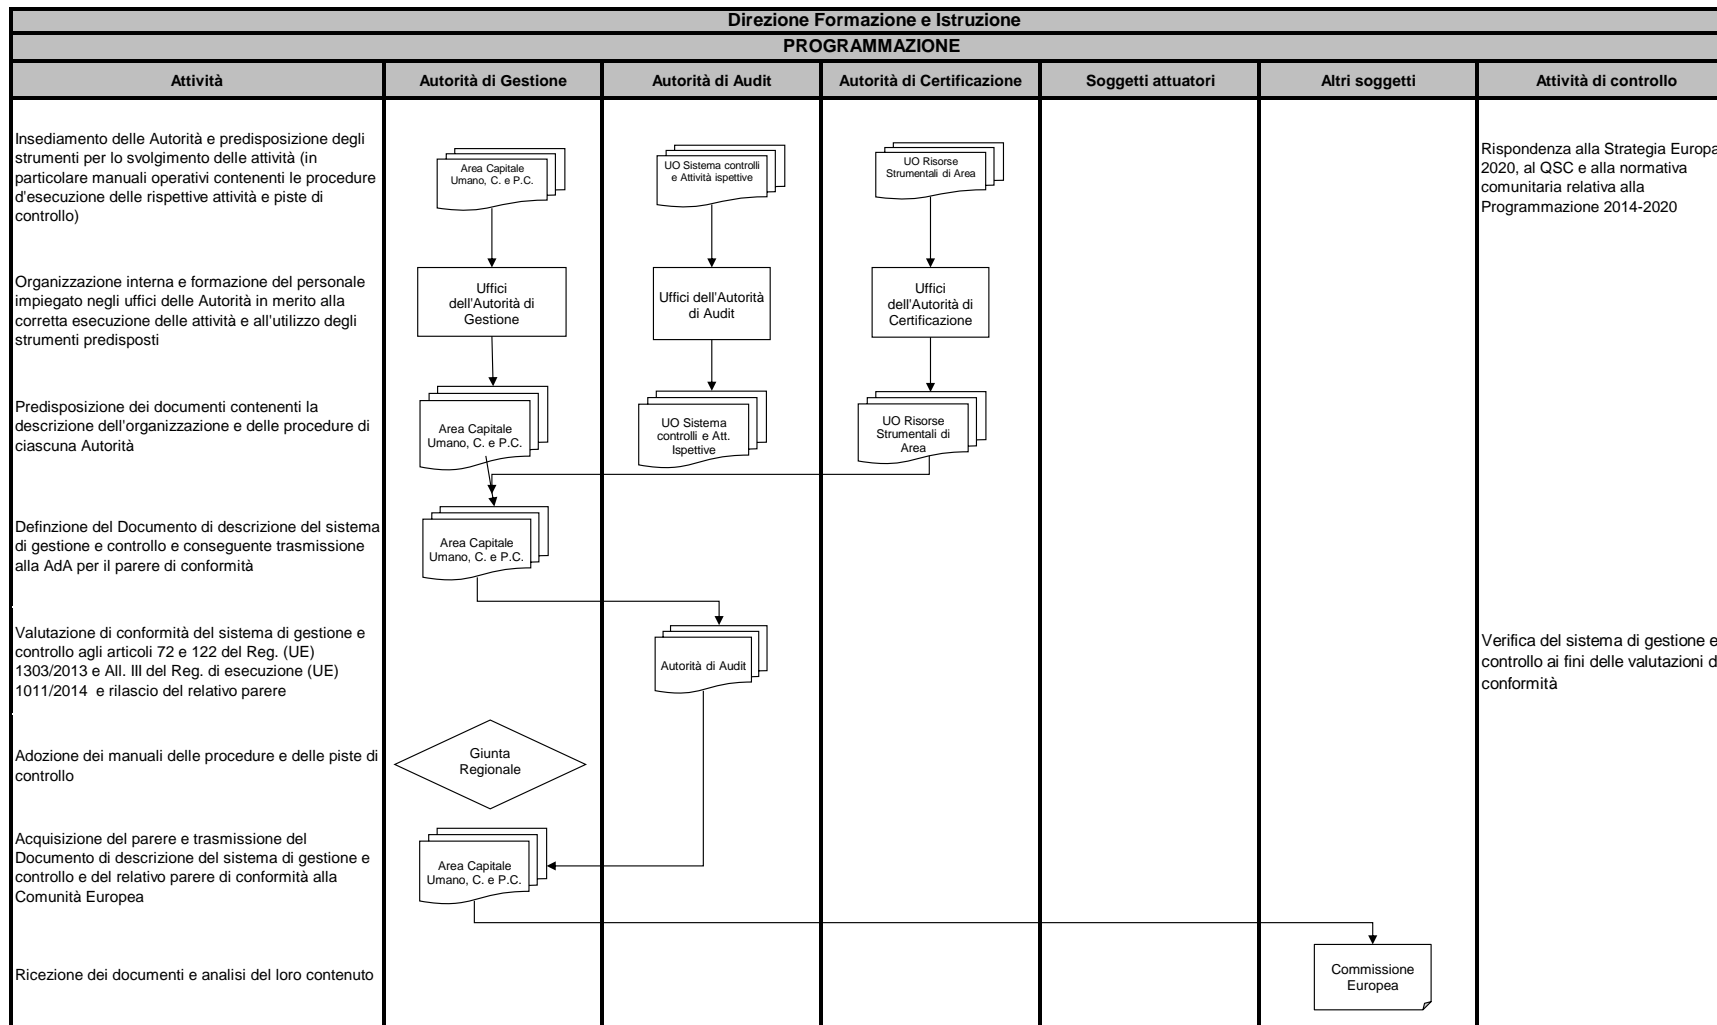 Direzione Formazione e Istruzione
PROGRAMMAZIONE
Attività
Autorità di Gestione
Autorità di Audit
Autorità di Certificazione
Soggetti attuatori
Altri soggetti
Attività di controllo
Insediamento delle Autorità e predisposizione degli
strumenti per lo svolgimento delle attività (in
particolare manuali operativi contenenti le procedure
d'esecuzione delle rispettive attività e piste di
controllo)
Area Capitale
Umano, C. e P.C.
UO Sistema controlli
e Attività ispettive
UO Risorse
Strumentali di Area
Rispondenza alla Strategia Europa
2020, al QSC e alla normativa
comunitaria relativa alla
Programmazione 2014-2020
Organizzazione interna e formazione del personale
impiegato negli uffici delle Autorità in merito alla
corretta esecuzione delle attività e all'utilizzo degli
strumenti predisposti
Uffici
dell'Autorità di
Gestione
Uffici dell'Autorità
di Audit
Uffici
dell'Autorità di
Certificazione
Predisposizione dei documenti contenenti la
descrizione dell'organizzazione e delle procedure di
ciascuna Autorità
Area Capitale
Umano, C. e P.C.
UO Sistema
controlli e Att.
Ispettive
UO Risorse
Strumentali di
Area
Definzione del Documento di descrizione del sistema
di gestione e controllo e conseguente trasmissione
alla AdA per il parere di conformità
Area Capitale
Umano, C. e P.C.
Valutazione di conformità del sistema di gestione e
controllo agli articoli 72 e 122 del Reg. (UE)
1303/2013 e All. III del Reg. di esecuzione (UE)
1011/2014 e rilascio del relativo parere
Autorità di Audit
Verifica del sistema di gestione e
controllo ai fini delle valutazioni d
conformità
Adozione dei manuali delle procedure e delle piste di
controllo
Giunta
Regionale
Acquisizione del parere e trasmissione del
Documento di descrizione del sistema di gestione e
controllo e del relativo parere di conformità alla
Comunità Europea
Area Capitale
Umano, C. e P.C.
Ricezione dei documenti e analisi del loro contenuto
Commissione
Europea